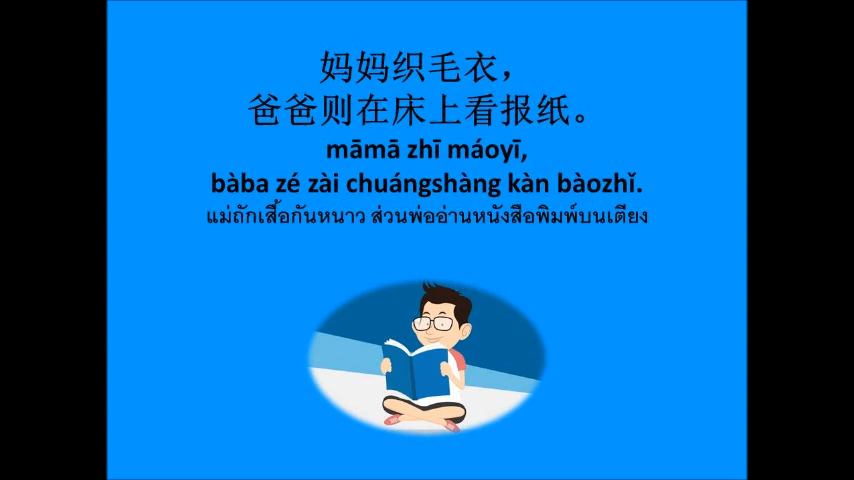 妈妈织毛衣，
爸爸则在床上看报纸。
māmā zhī máoyī,
bàba zé zài chuángshàng kàn bàozhǐ.
แม่ถักเสื้อกันหนาว ส่วนพ่ออ่านหนังสือพิมพ์บนเตียง